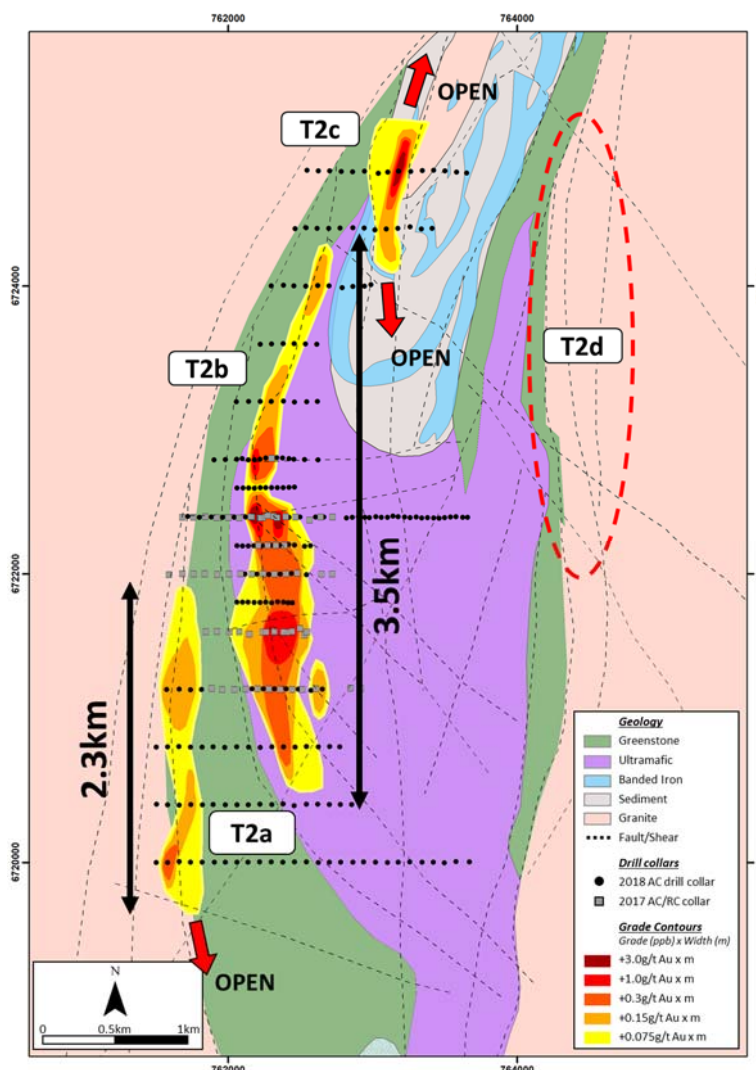 762000
764000
OPEN
T2c
6724000
6724000
OPEN
T2b
T2d
3.5km
6722000
6722000
2.3km
T2a
6720000
6720000
OPEN
N
0 0.5km 1km
Geology
Greenstone
Ultramafic
Banded Iron
Sediment
Granite
Fault/Shear
Drill collars
2018 AC drill collar
2017 AC/RC collar
Grade Contours
Grade (ppb) x Width (m)
+3.0g/t Au x m
+1.0g/t Au x m
+0.3g/t Au x m
+0.15g/t Au x m
+0.075g/t Au x m
762000
764000